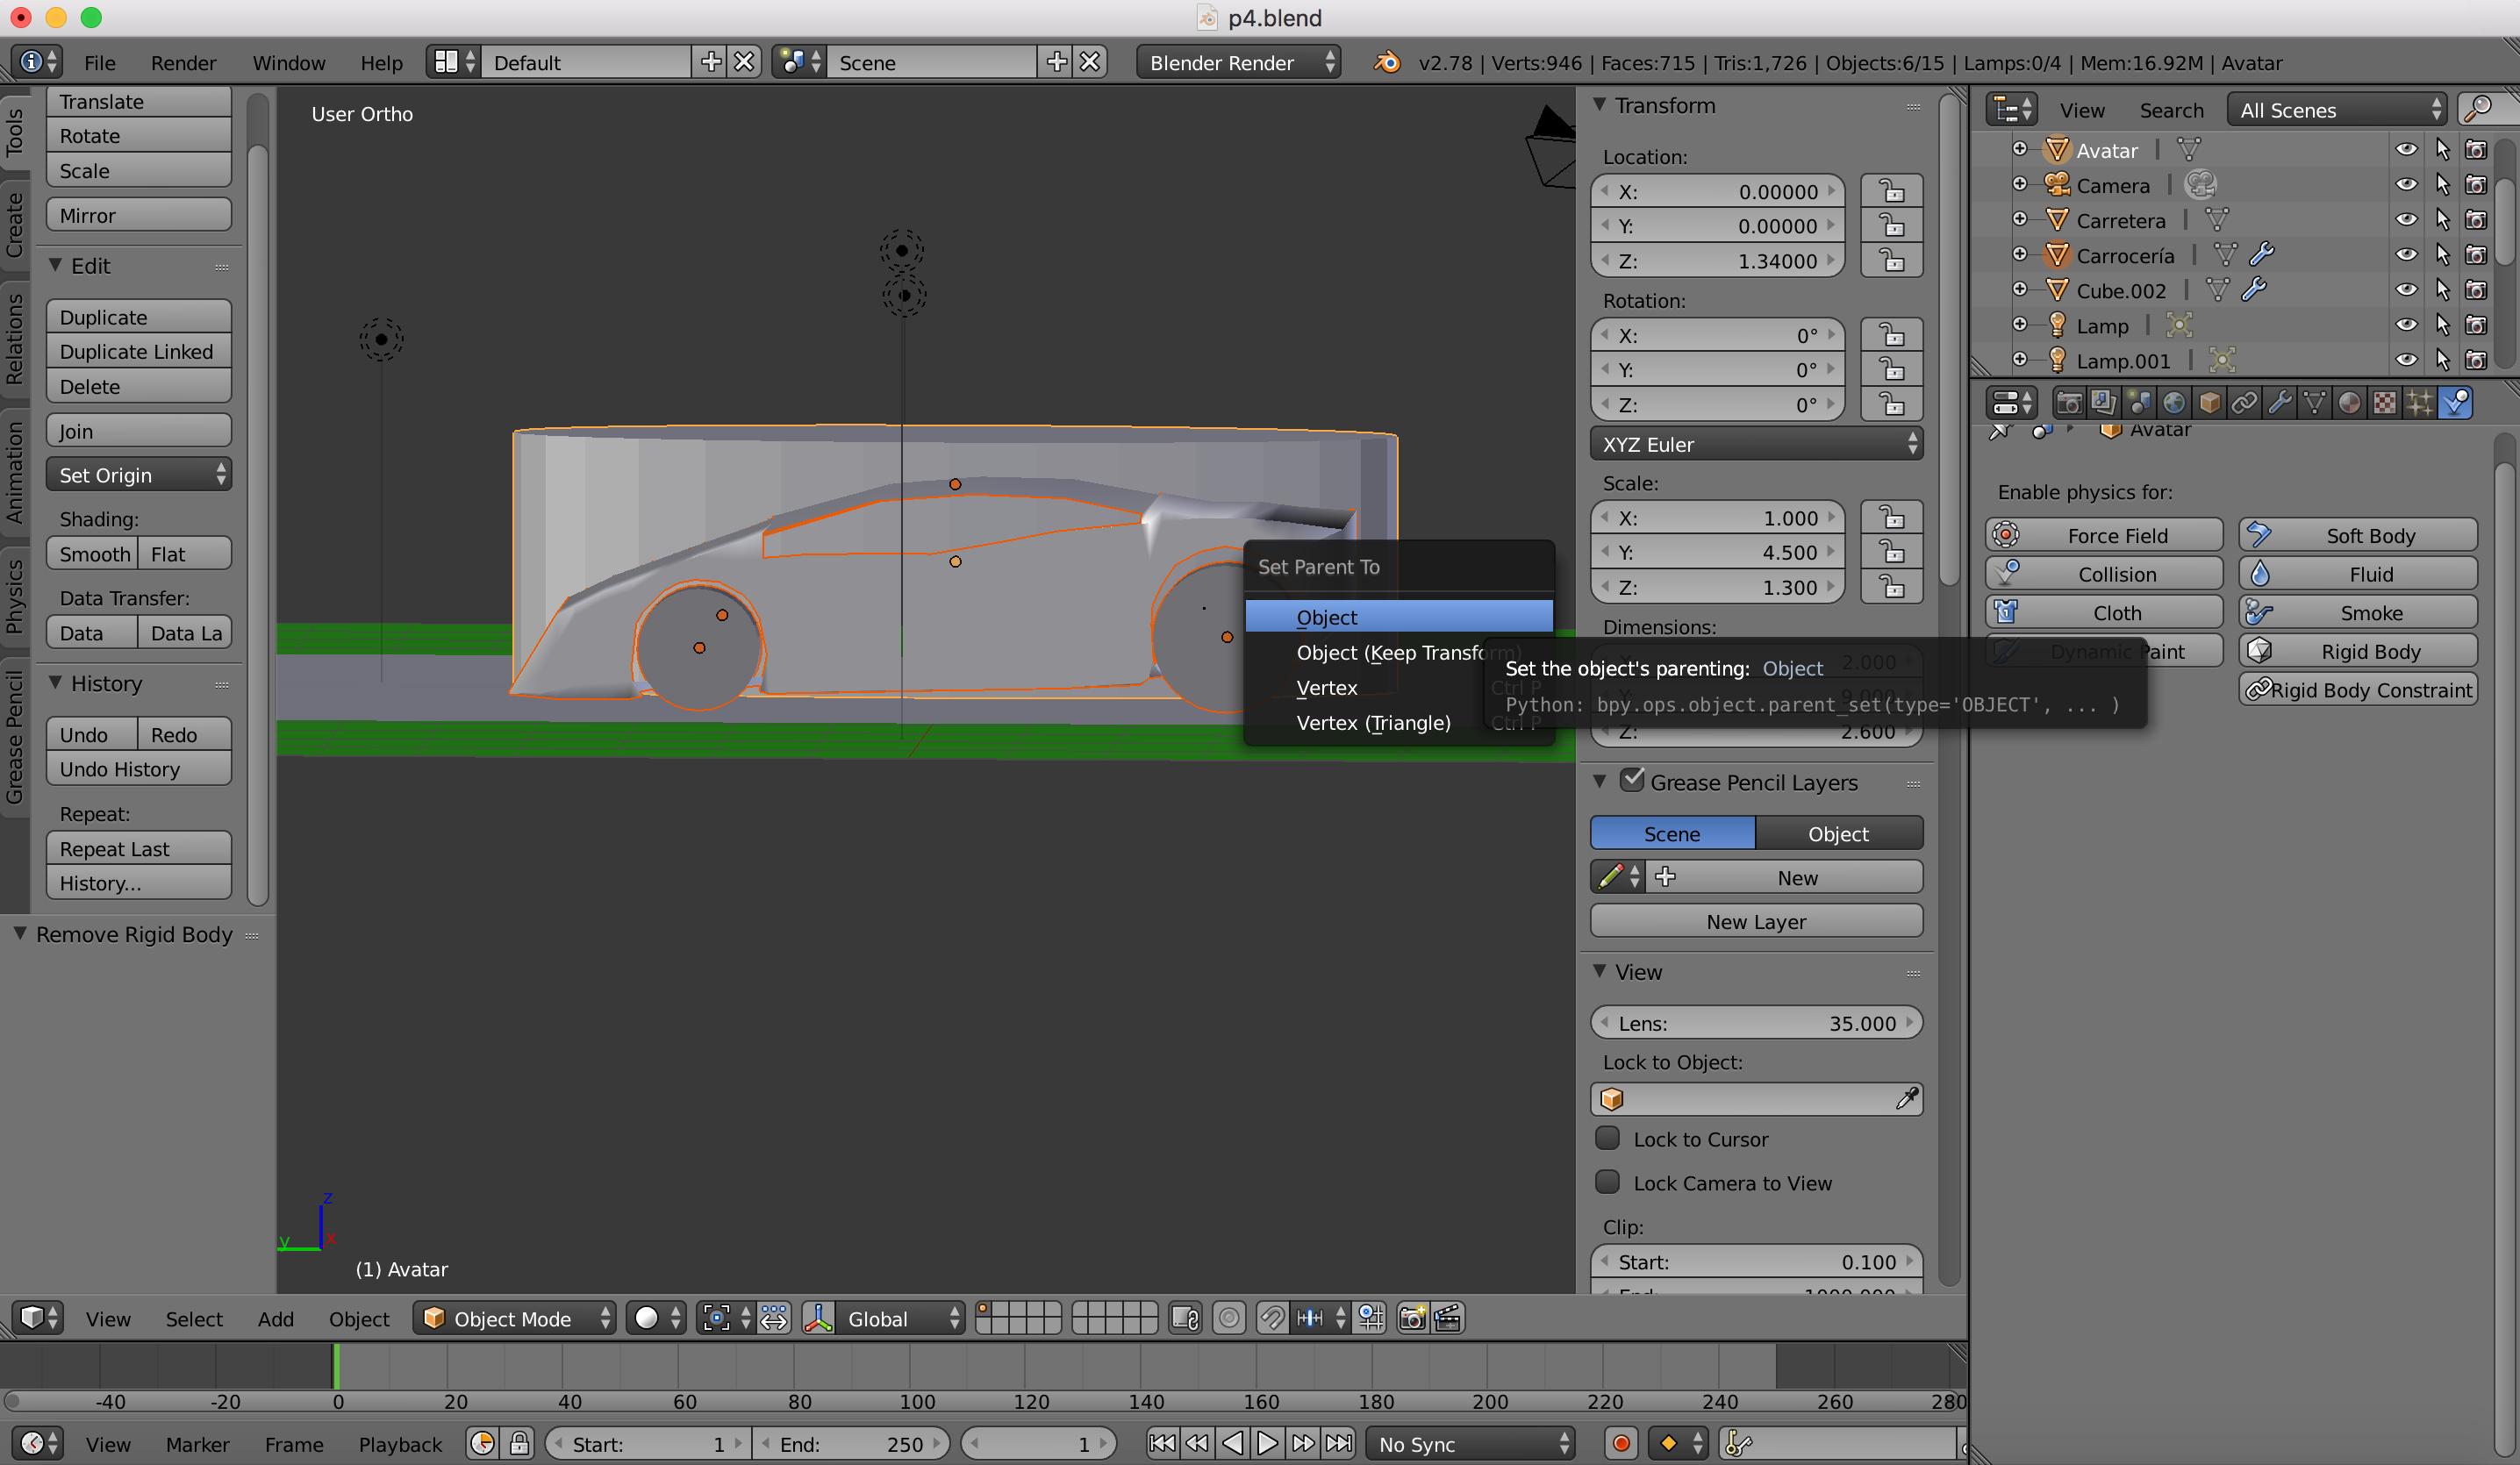 p4.blend
File Render Window Help Default Scene Blender Render v2.78 | Verts:946 | Faces:715 | Tris:1,726 | Objects:6/15 | Lamps:0/4 | Mem:16.92M | Avatar
Tools
Create
Relations
Animation
Physics
Grease Pencil
Translate
Rotate
Scale
Mirror
Edit
Duplicate
Duplicate Linked
Delete
Join
Set Origin
Shading:
Smooth Flat
Data Transfer:
Data Data La
History
Undo Redo
Undo History
Repeat:
Repeat Last
History...
Remove Rigid Body
User Ortho
Set Parent To
Object
Object (Keep Transform)
Vertex Ctrl P
Vertex (Triangle) Ctrl P
Set the object's parenting: Object
Python: bpy.ops.object.parent_set(type='OBJECT', ... )
z
y x
(1) Avatar
Transform
Location:
X: 0.00000
Y: 0.00000
Z: 1.34000
Rotation:
X: 0°
Y: 0°
Z: 0°
XYZ Euler
Scale:
X: 1.000
Y: 4.500
Z: 1.300
Dimensions:
2.000
Y: 9.000
Z: 2.600
Grease Pencil Layers
Scene Object
New
New Layer
View
Lens: 35.000
Lock to Object:
Lock to Cursor
Lock Camera to View
Clip:
Start: 0.100
View Search All Scenes
Avatar
Camera
Carretera
Carrocería
Cube.002
Lamp
Lamp.001
Avatar
Enable physics for:
Force Field Soft Body
Collision Fluid
Cloth Smoke
Dynamic Paint Rigid Body
Rigid Body Constraint
View Select Add Object Object Mode Global
-40 -20 0 20 40 60 80 100 120 140 160 180 200 220 240 260 280
View Marker Frame Playback Start: 1 End: 250 1 No Sync